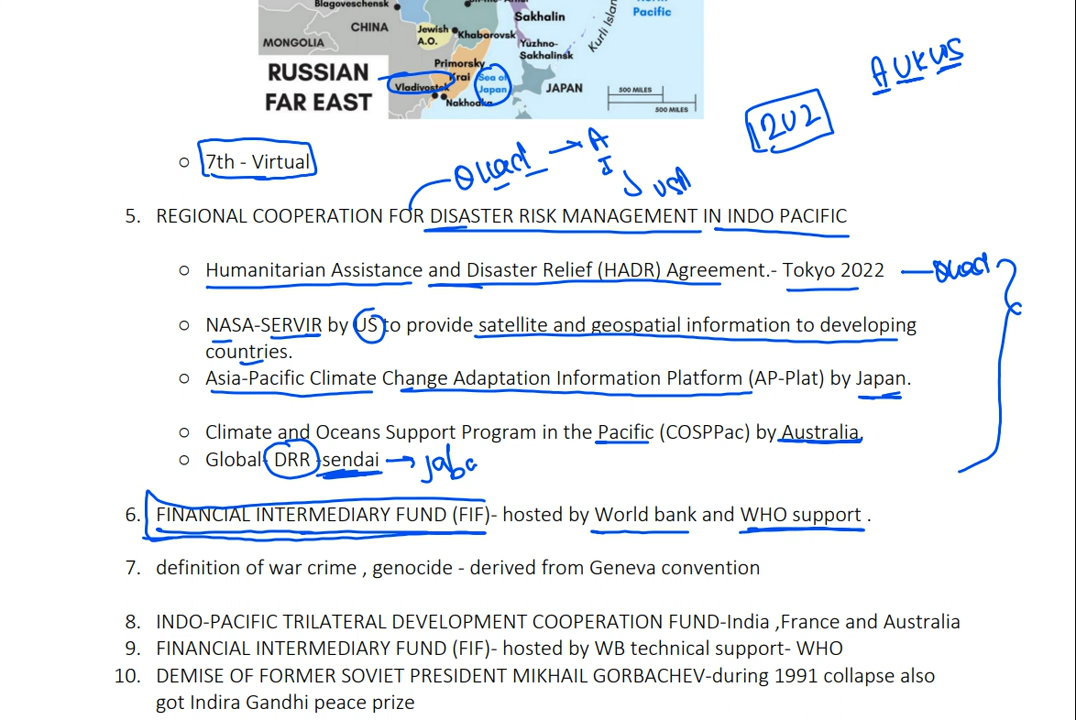 Blagoveschensk
CHINA
MONGOLIA
Jewish
A.O.
Khabarovsk
Sakhalin
Yuzhno-
Sakhalinsk
Pacific
Primorsky
Krai
Sea of
Japan
Vladivostok
Nakhodka
JAPAN
RUSSIAN
FAR EAST
500 MILES
500 MILES
AUKUS
I2U2
7th - Virtual
Quad → A
I
J USA
5. REGIONAL COOPERATION FOR DISASTER RISK MANAGEMENT IN INDO PACIFIC
Humanitarian Assistance and Disaster Relief (HADR) Agreement.- Tokyo 2022 — Quad
NASA-SERVIR by US to provide satellite and geospatial information to developing
countries.
Asia-Pacific Climate Change Adaptation Information Platform (AP-Plat) by Japan.
Climate and Oceans Support Program in the Pacific (COSPPac) by Australia
Global DRR sendai →
6. FINANCIAL INTERMEDIARY FUND (FIF)- hosted by World bank and WHO support .
7. definition of war crime , genocide - derived from Geneva convention
8. INDO-PACIFIC TRILATERAL DEVELOPMENT COOPERATION FUND-India ,France and Australia
9. FINANCIAL INTERMEDIARY FUND (FIF)- hosted by WB technical support- WHO
10. DEMISE OF FORMER SOVIET PRESIDENT MIKHAIL GORBACHEV-during 1991 collapse also
got Indira Gandhi peace prize